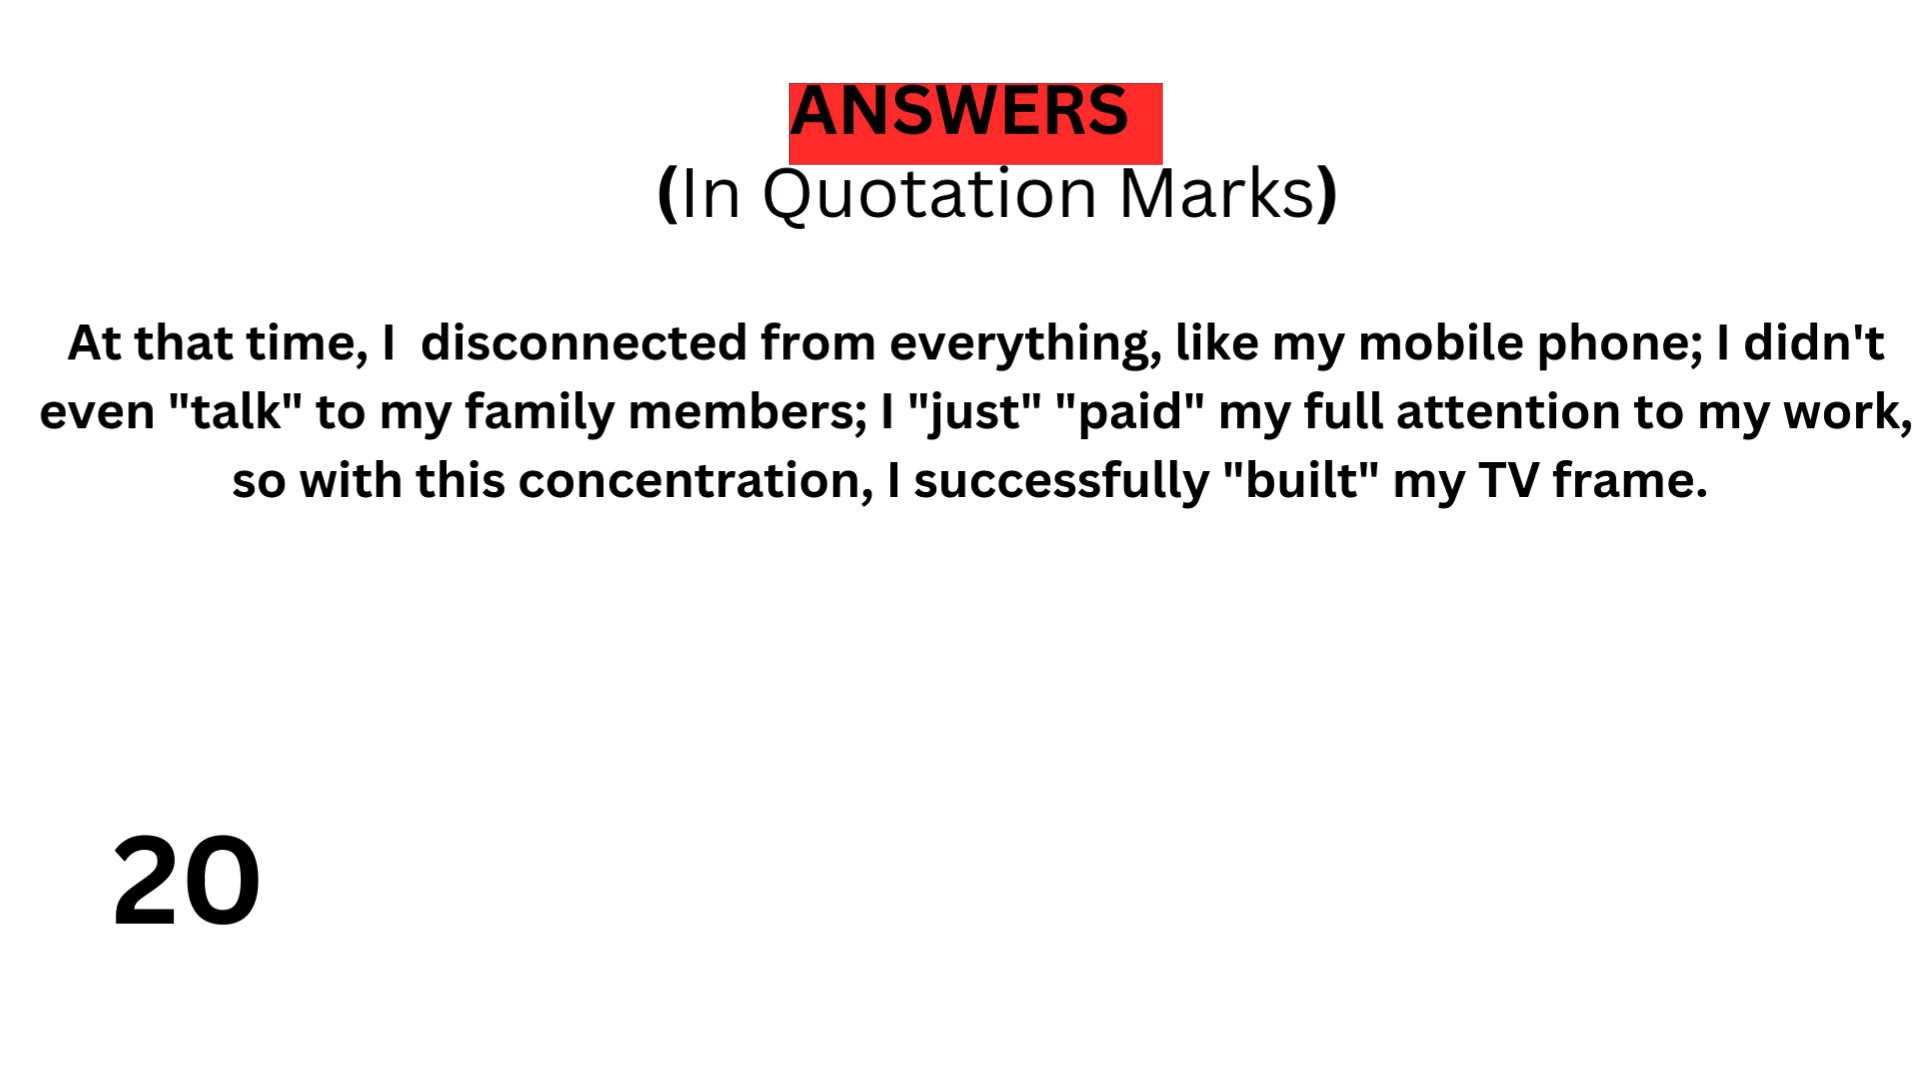 ANSWERS
(In Quotation Marks)
At that time, I  disconnected from everything, like my mobile phone; I didn't
even "talk" to my family members; I "just" "paid" my full attention to my work,
so with this concentration, I successfully "built" my TV frame.
20